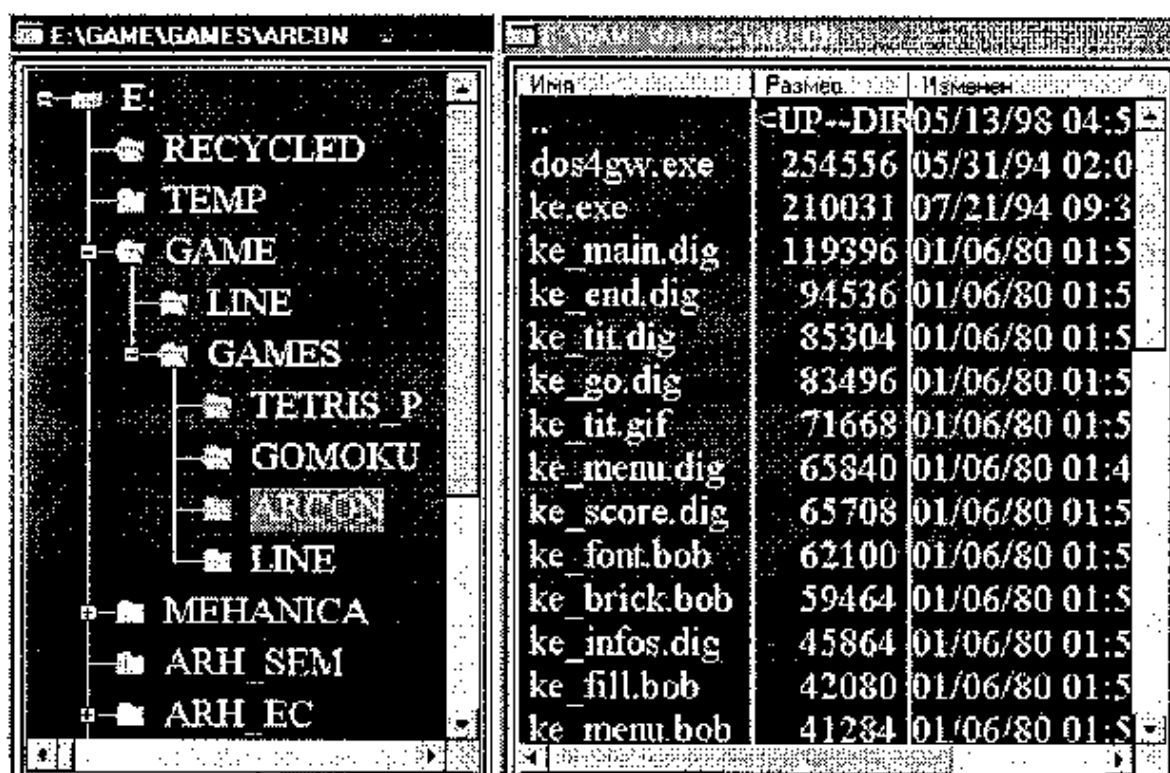 E:\GAME\GAMES\ARCON
E:
RECYCLED
TEMP
GAME
LINE
GAMES
TETRIS_P
GOMOKU
ARCON
LINE
MEHANICA
ARH_SEM
ARH_EC
E:\GAME\GAMES\ARCON
Имя Размер Изменен
.. <UP--DIR 05/13/98 04:5
dos4gw.exe 254556 05/31/94 02:0
ke.exe 210031 07/21/94 09:3
ke_main.dig 119396 01/06/80 01:5
ke_end.dig 94536 01/06/80 01:5
ke_tit.dig 85304 01/06/80 01:5
ke_go.dig 83496 01/06/80 01:5
ke_tit.gif 71668 01/06/80 01:5
ke_menu.dig 65840 01/06/80 01:4
ke_score.dig 65708 01/06/80 01:5
ke_font.bob 62100 01/06/80 01:5
ke_brick.bob 59464 01/06/80 01:5
ke_infos.dig 45864 01/06/80 01:5
ke_fill.bob 42080 01/06/80 01:5
ke_menu.bob 41284 01/06/80 01:5